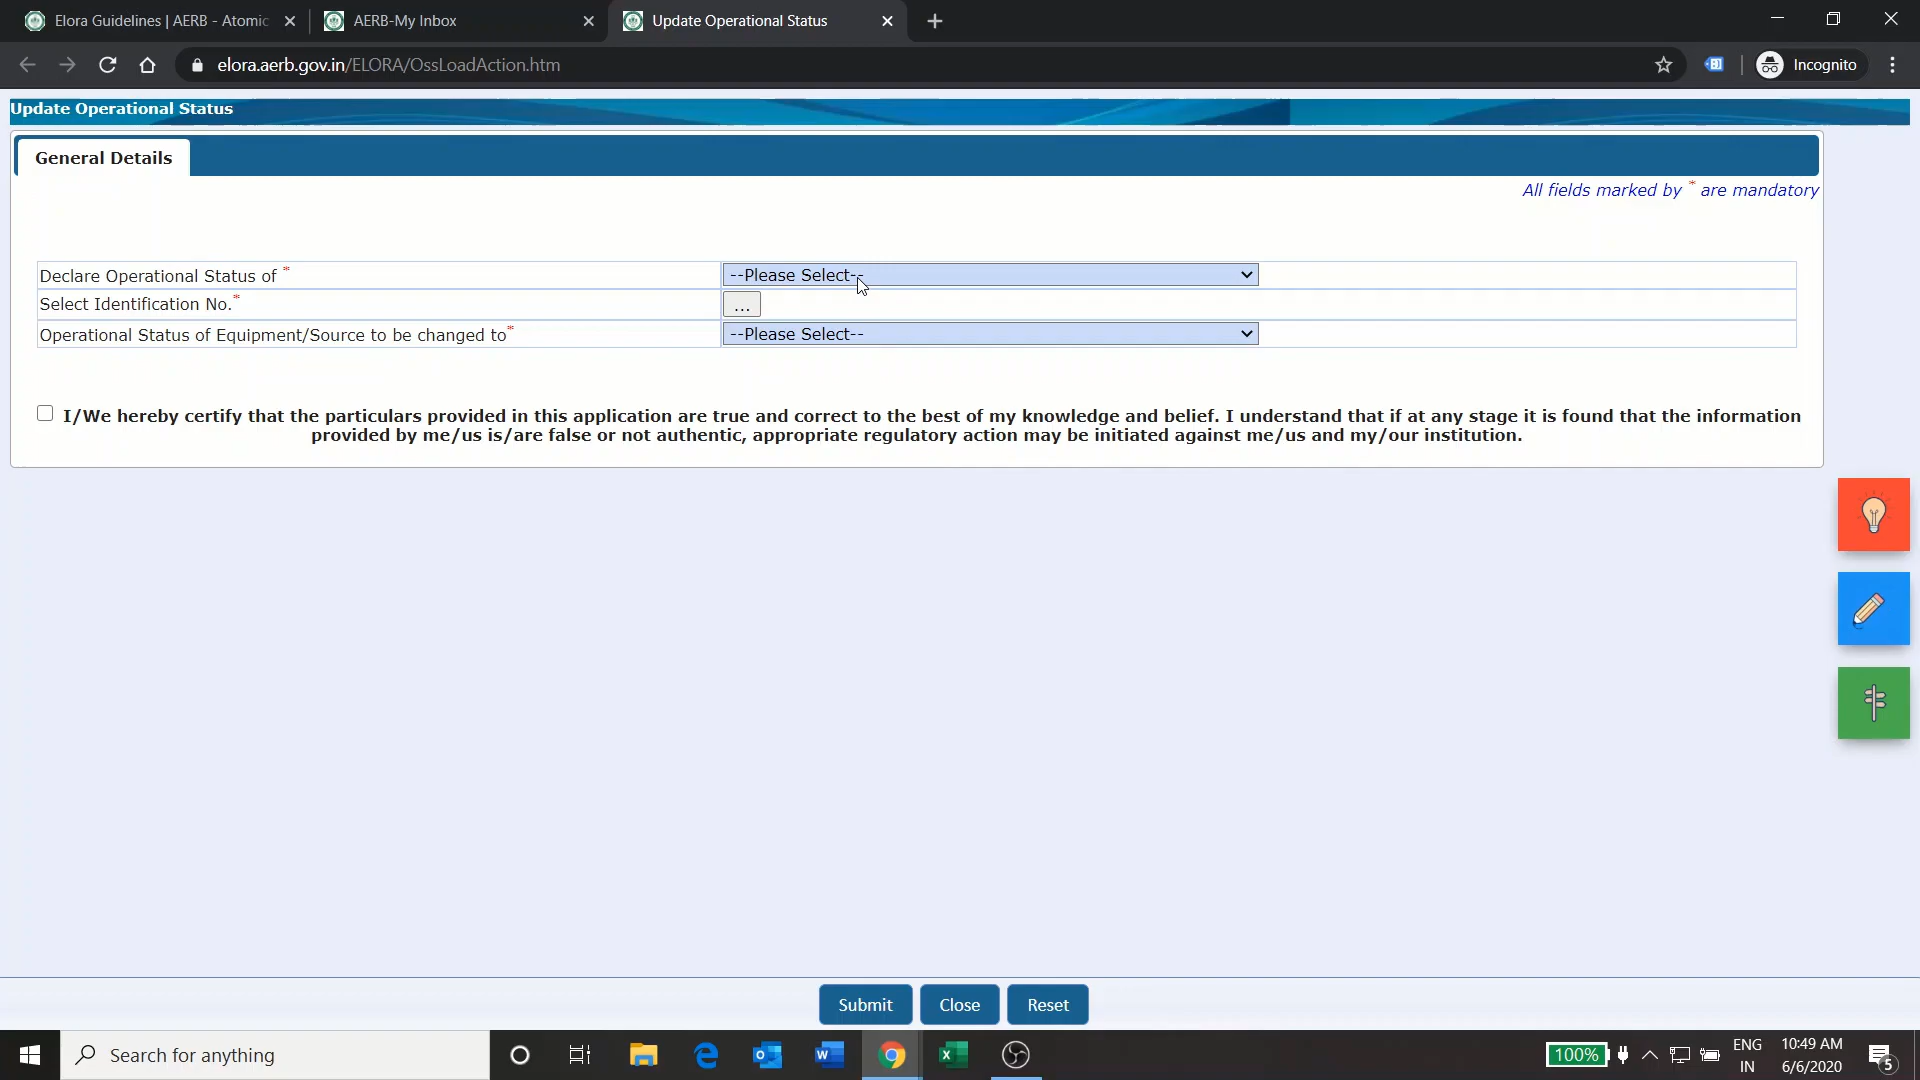 Elora Guidelines | AERB - Atomic
AERB-My Inbox
Update Operational Status
elora.aerb.gov.in/ELORA/OssLoadAction.htm
Incognito
Update Operational Status
General Details
All fields marked by * are mandatory
Declare Operational Status of *
--Please Select--
Select Identification No.*
...
Operational Status of Equipment/Source to be changed to*
--Please Select--
I/We hereby certify that the particulars provided in this application are true and correct to the best of my knowledge and belief. I understand that if at any stage it is found that the information
provided by me/us is/are false or not authentic, appropriate regulatory action may be initiated against me/us and my/our institution.
Submit
Close
Reset
Search for anything
100%
ENG
IN
10:49 AM
6/6/2020
5